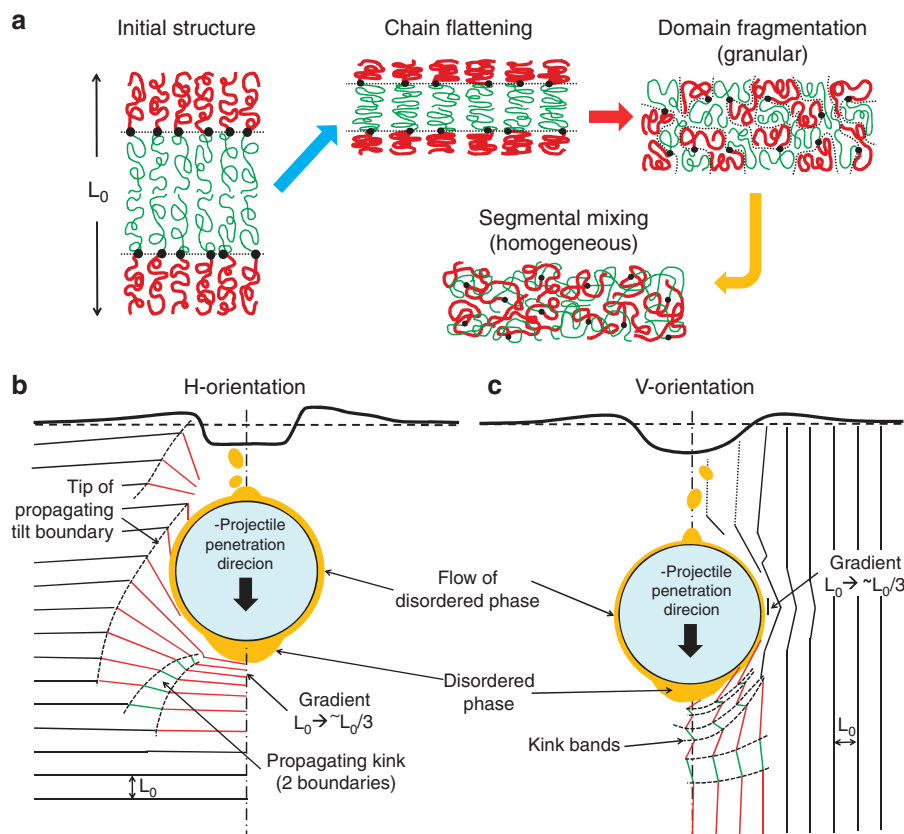 a
Initial structure
Chain flattening
Domain fragmentation
(granular)
L₀
Segmental mixing
(homogeneous)
b
H-orientation
Tip of
propagating
tilt boundary
-Projectile
penetration
direcion
Gradient
L₀→ ~L₀/3
Propagating kink
(2 boundaries)
L₀
Flow of
disordered phase
Disordered
phase
c
V-orientation
-Projectile
penetration
direcion
Gradient
L₀→ ~L₀/3
Kink bands
L₀